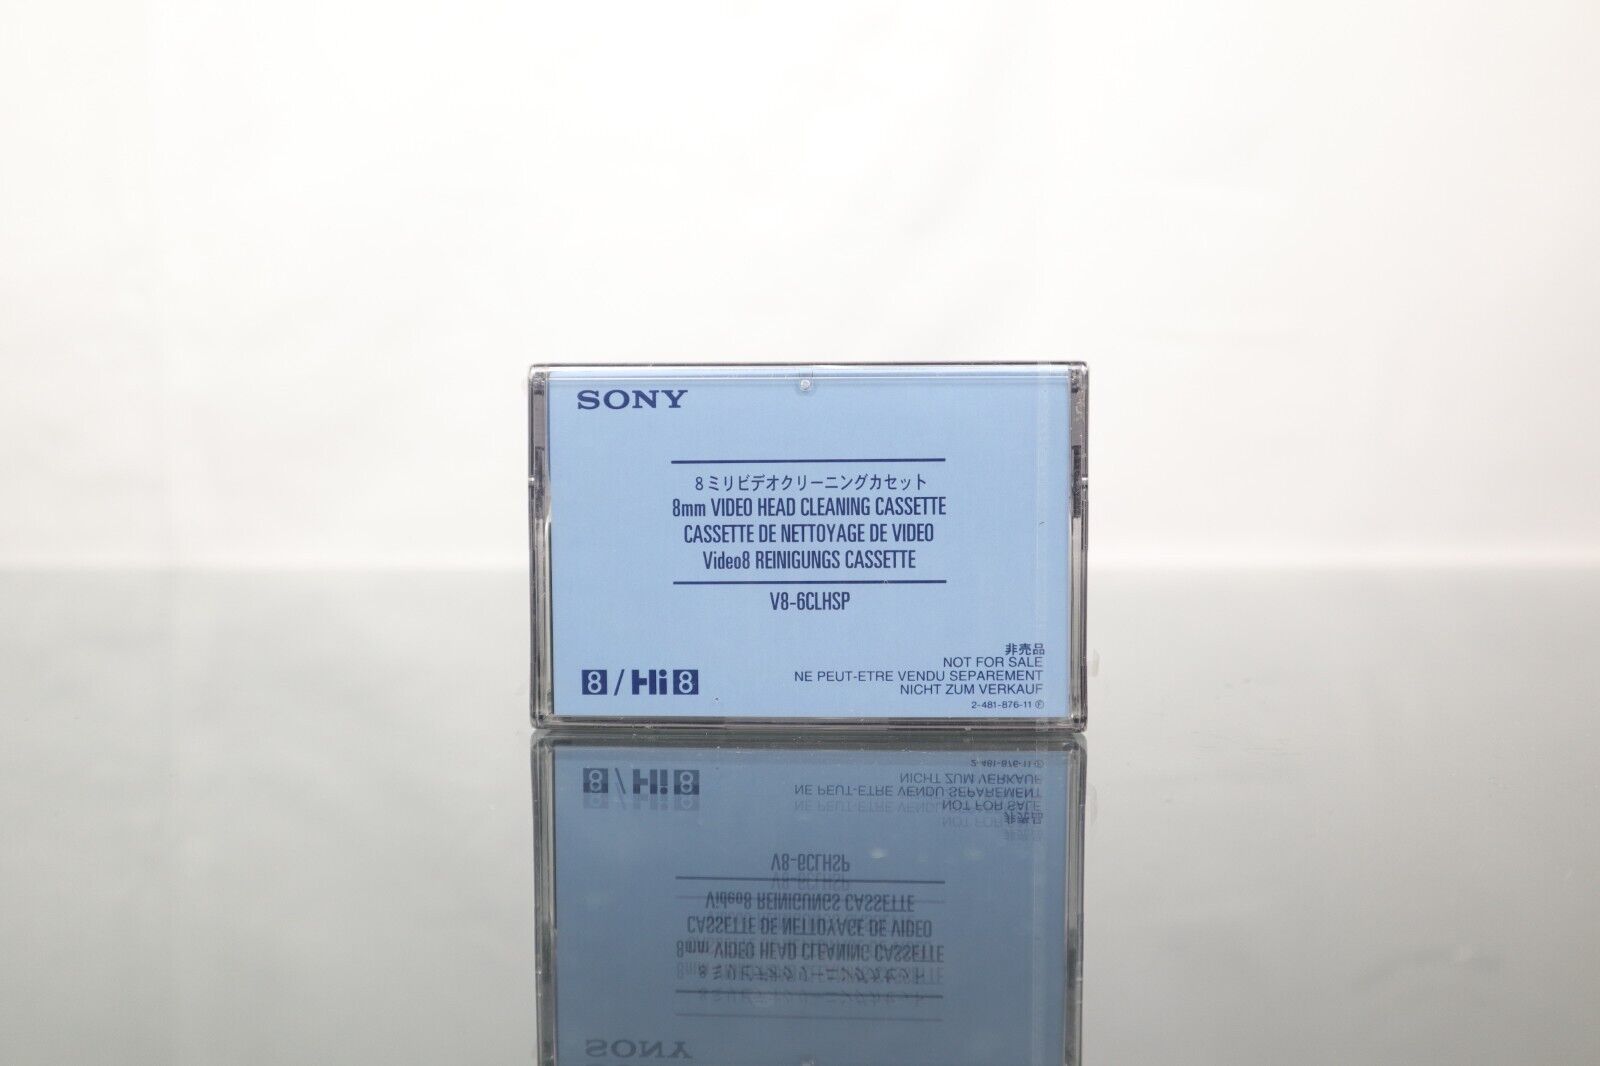 SONY
8ミリビデオクリーニングカセット
8mm VIDEO HEAD CLEANING CASSETTE
CASSETTE DE NETTOYAGE DE VIDEO
Video8 REINIGUNGS CASSETTE
V8-6CLHSP
8/Hi8
非売品
NOT FOR SALE
NE PEUT-ETRE VENDU SEPAREMENT
NICHT ZUM VERKAUF
2-481-876-11 Ⓕ